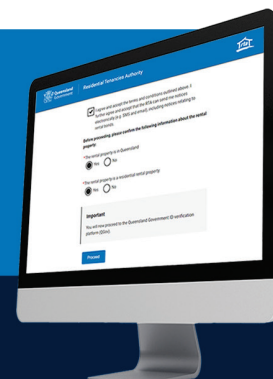 Queensland Government
Residential Tenancies Authority
rta
I agree and accept the terms and conditions outlined above. I
further agree and accept that the RTA can send me notices
electronically (e.g. SMS and email), including notices relating to
rental bonds.
Before proceeding, please confirm the following information about the rental
property:
*The rental property is in Queensland
Yes No
*The rental property is a residential rental property
Yes No
Important
You will now proceed to the Queensland Government ID verification
platform (QGov).
Proceed